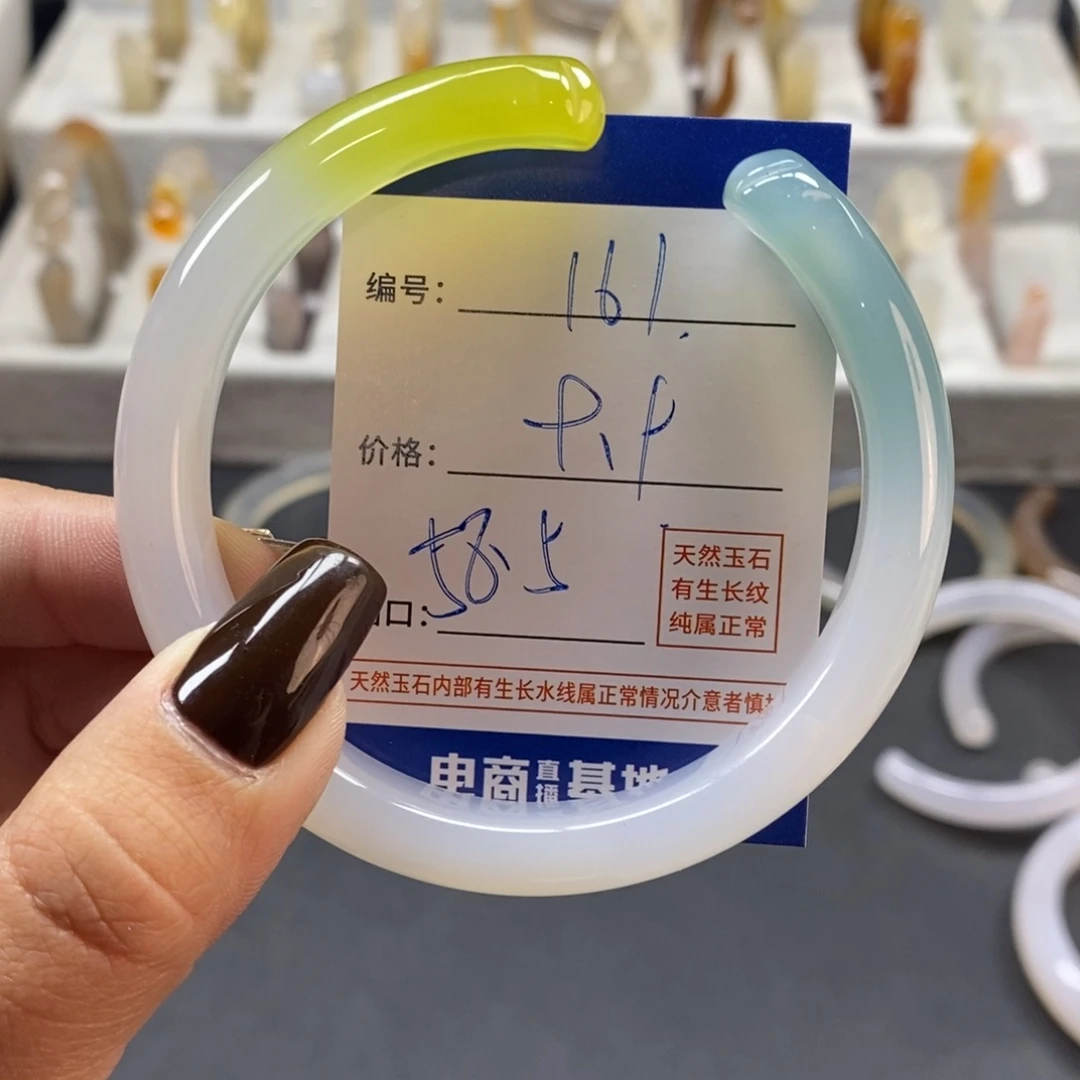 编号: 161.
价格:
口: 58.5
天然玉石
有生长纹
纯属正常
天然玉石内部有生长水线属正常情况介意者慎
电商直播基地